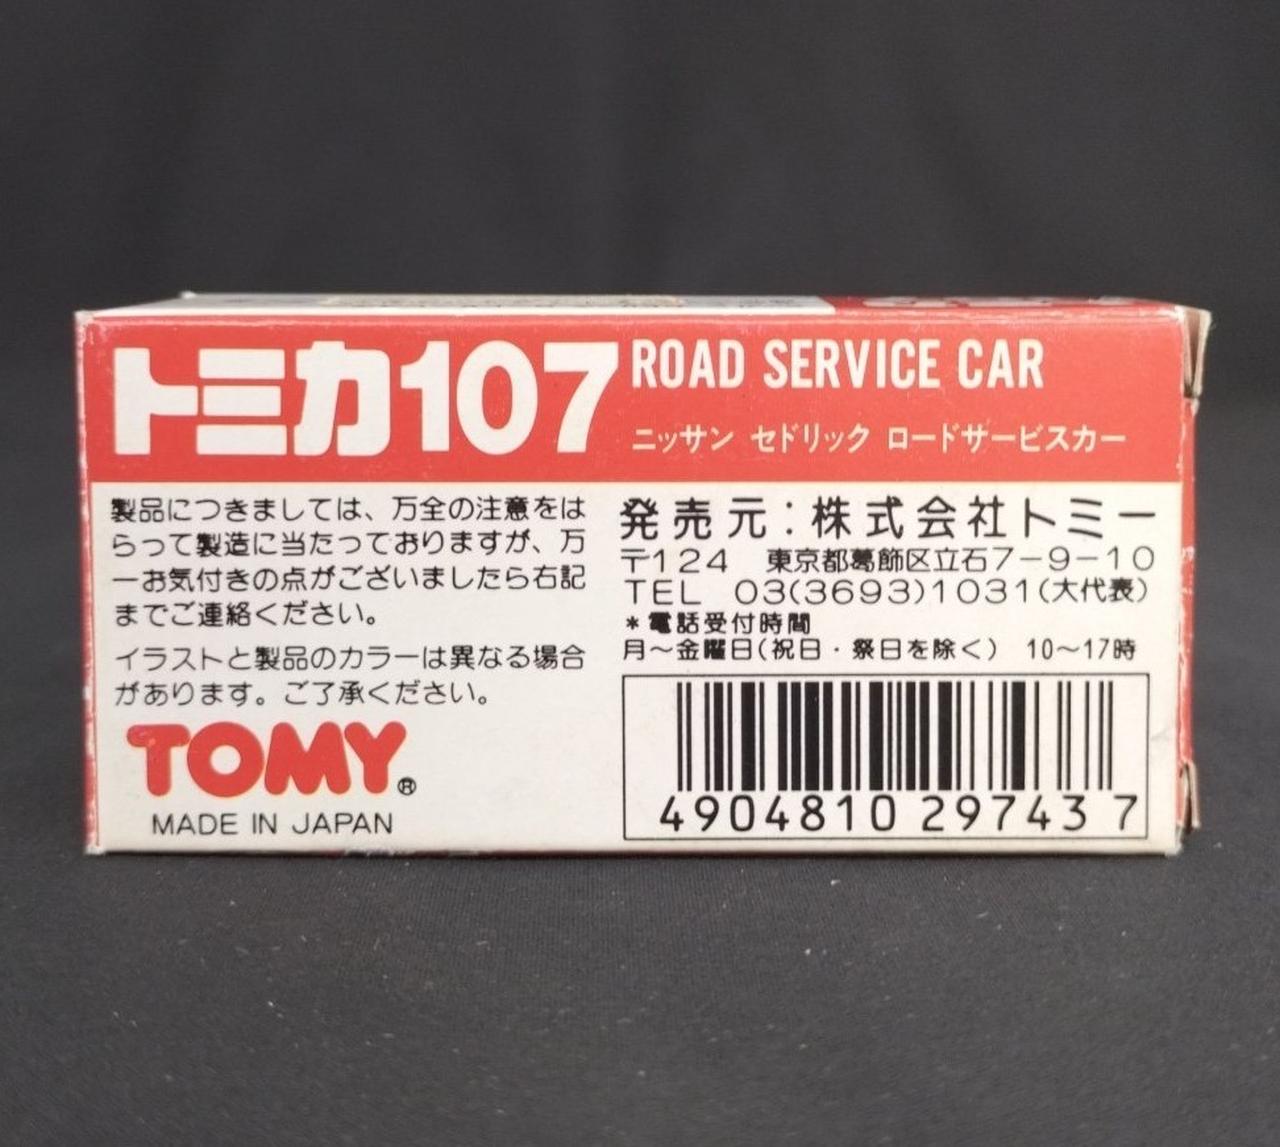 トミカ107
ROAD SERVICE CAR
ニッサン セドリック ロードサービスカー
製品につきましては、万全の注意をは
らって製造に当たっておりますが、万
一お気付きの点がございましたら右記
までご連絡ください。
イラストと製品のカラーは異なる場合
があります。ご了承ください。
TOMY®
MADE IN JAPAN
発売元:株式会社トミー
〒124 東京都葛飾区立石7-9-10
TEL 03(3693)1031(大代表)
*電話受付時間
月〜金曜日(祝日・祭日を除く) 10〜17時
4904810 29743 7